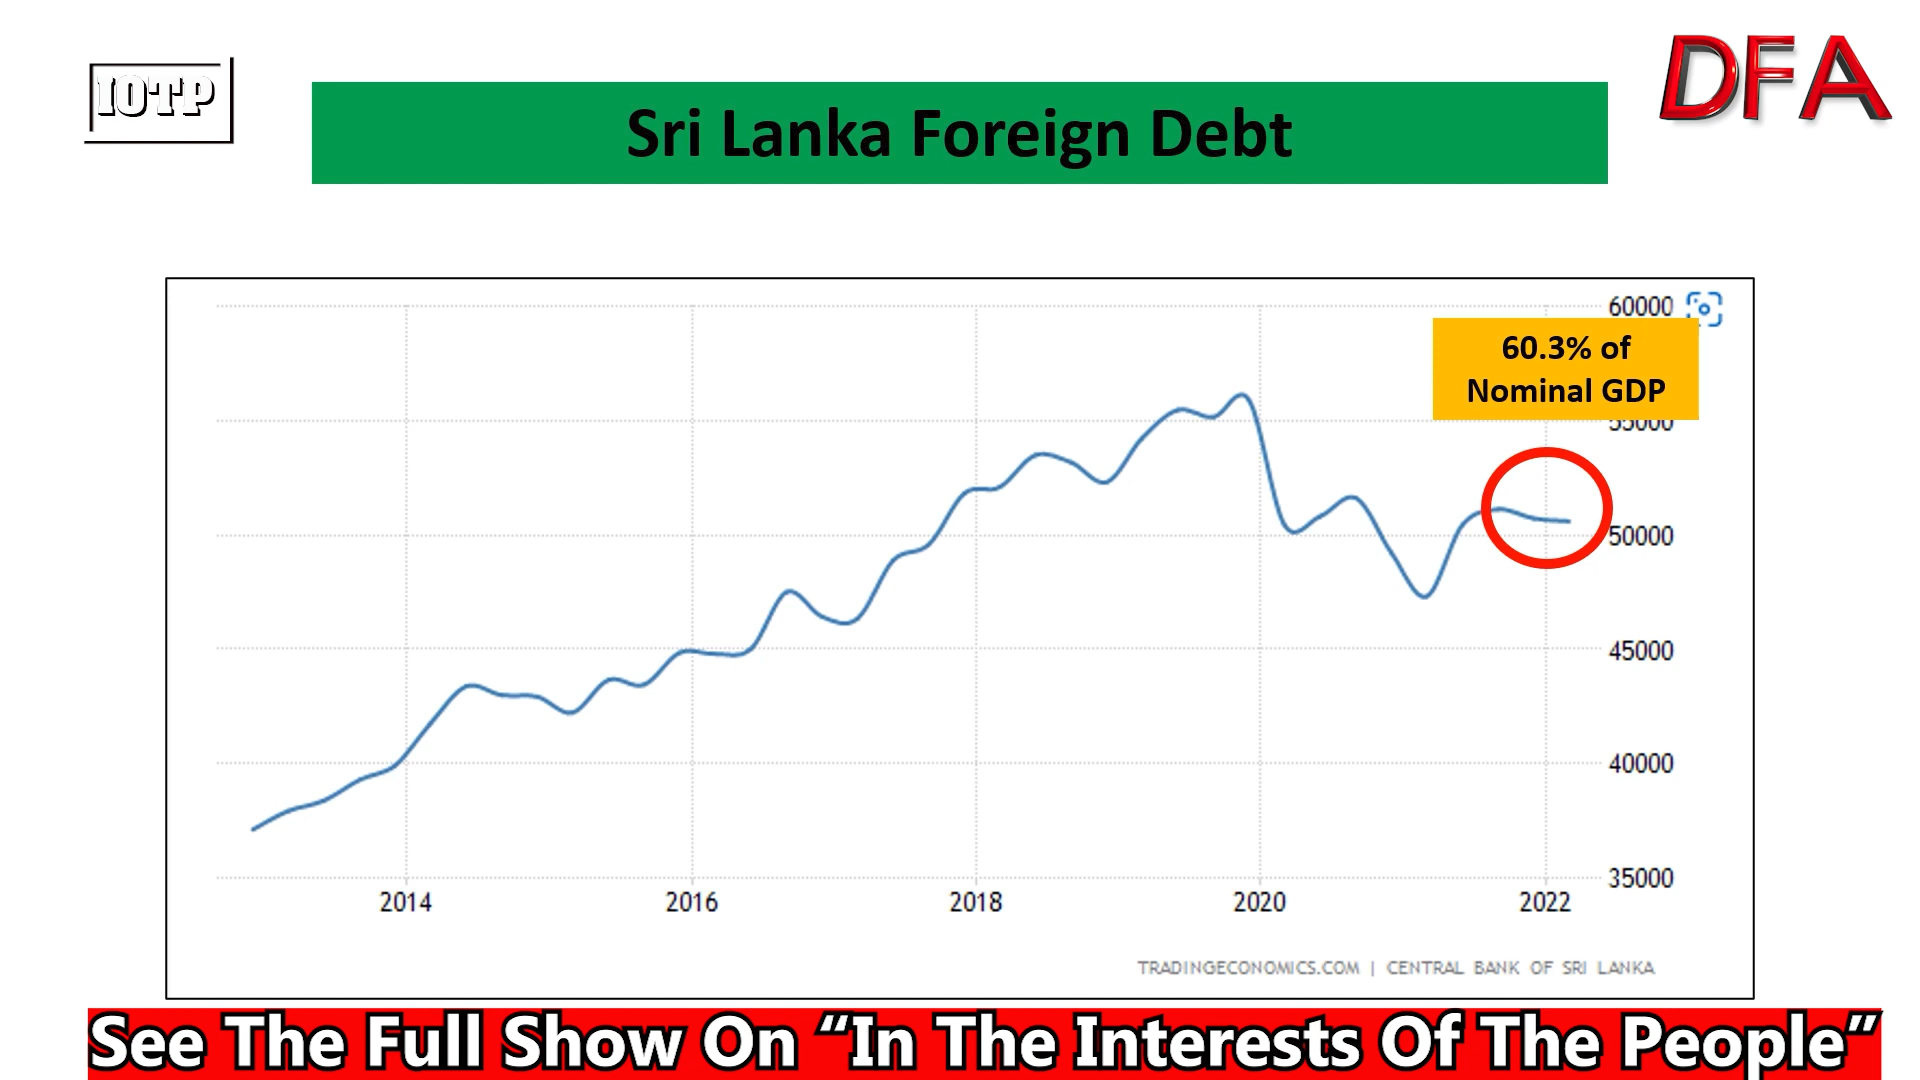 IOTP
DFA
Sri Lanka Foreign Debt
60000
60.3% of
Nominal GDP
55000
50000
45000
40000
35000
2014 2016 2018 2020 2022
TRADINGECONOMICS.COM | CENTRAL BANK OF SRI LANKA
See The Full Show On “In The Interests Of The People”